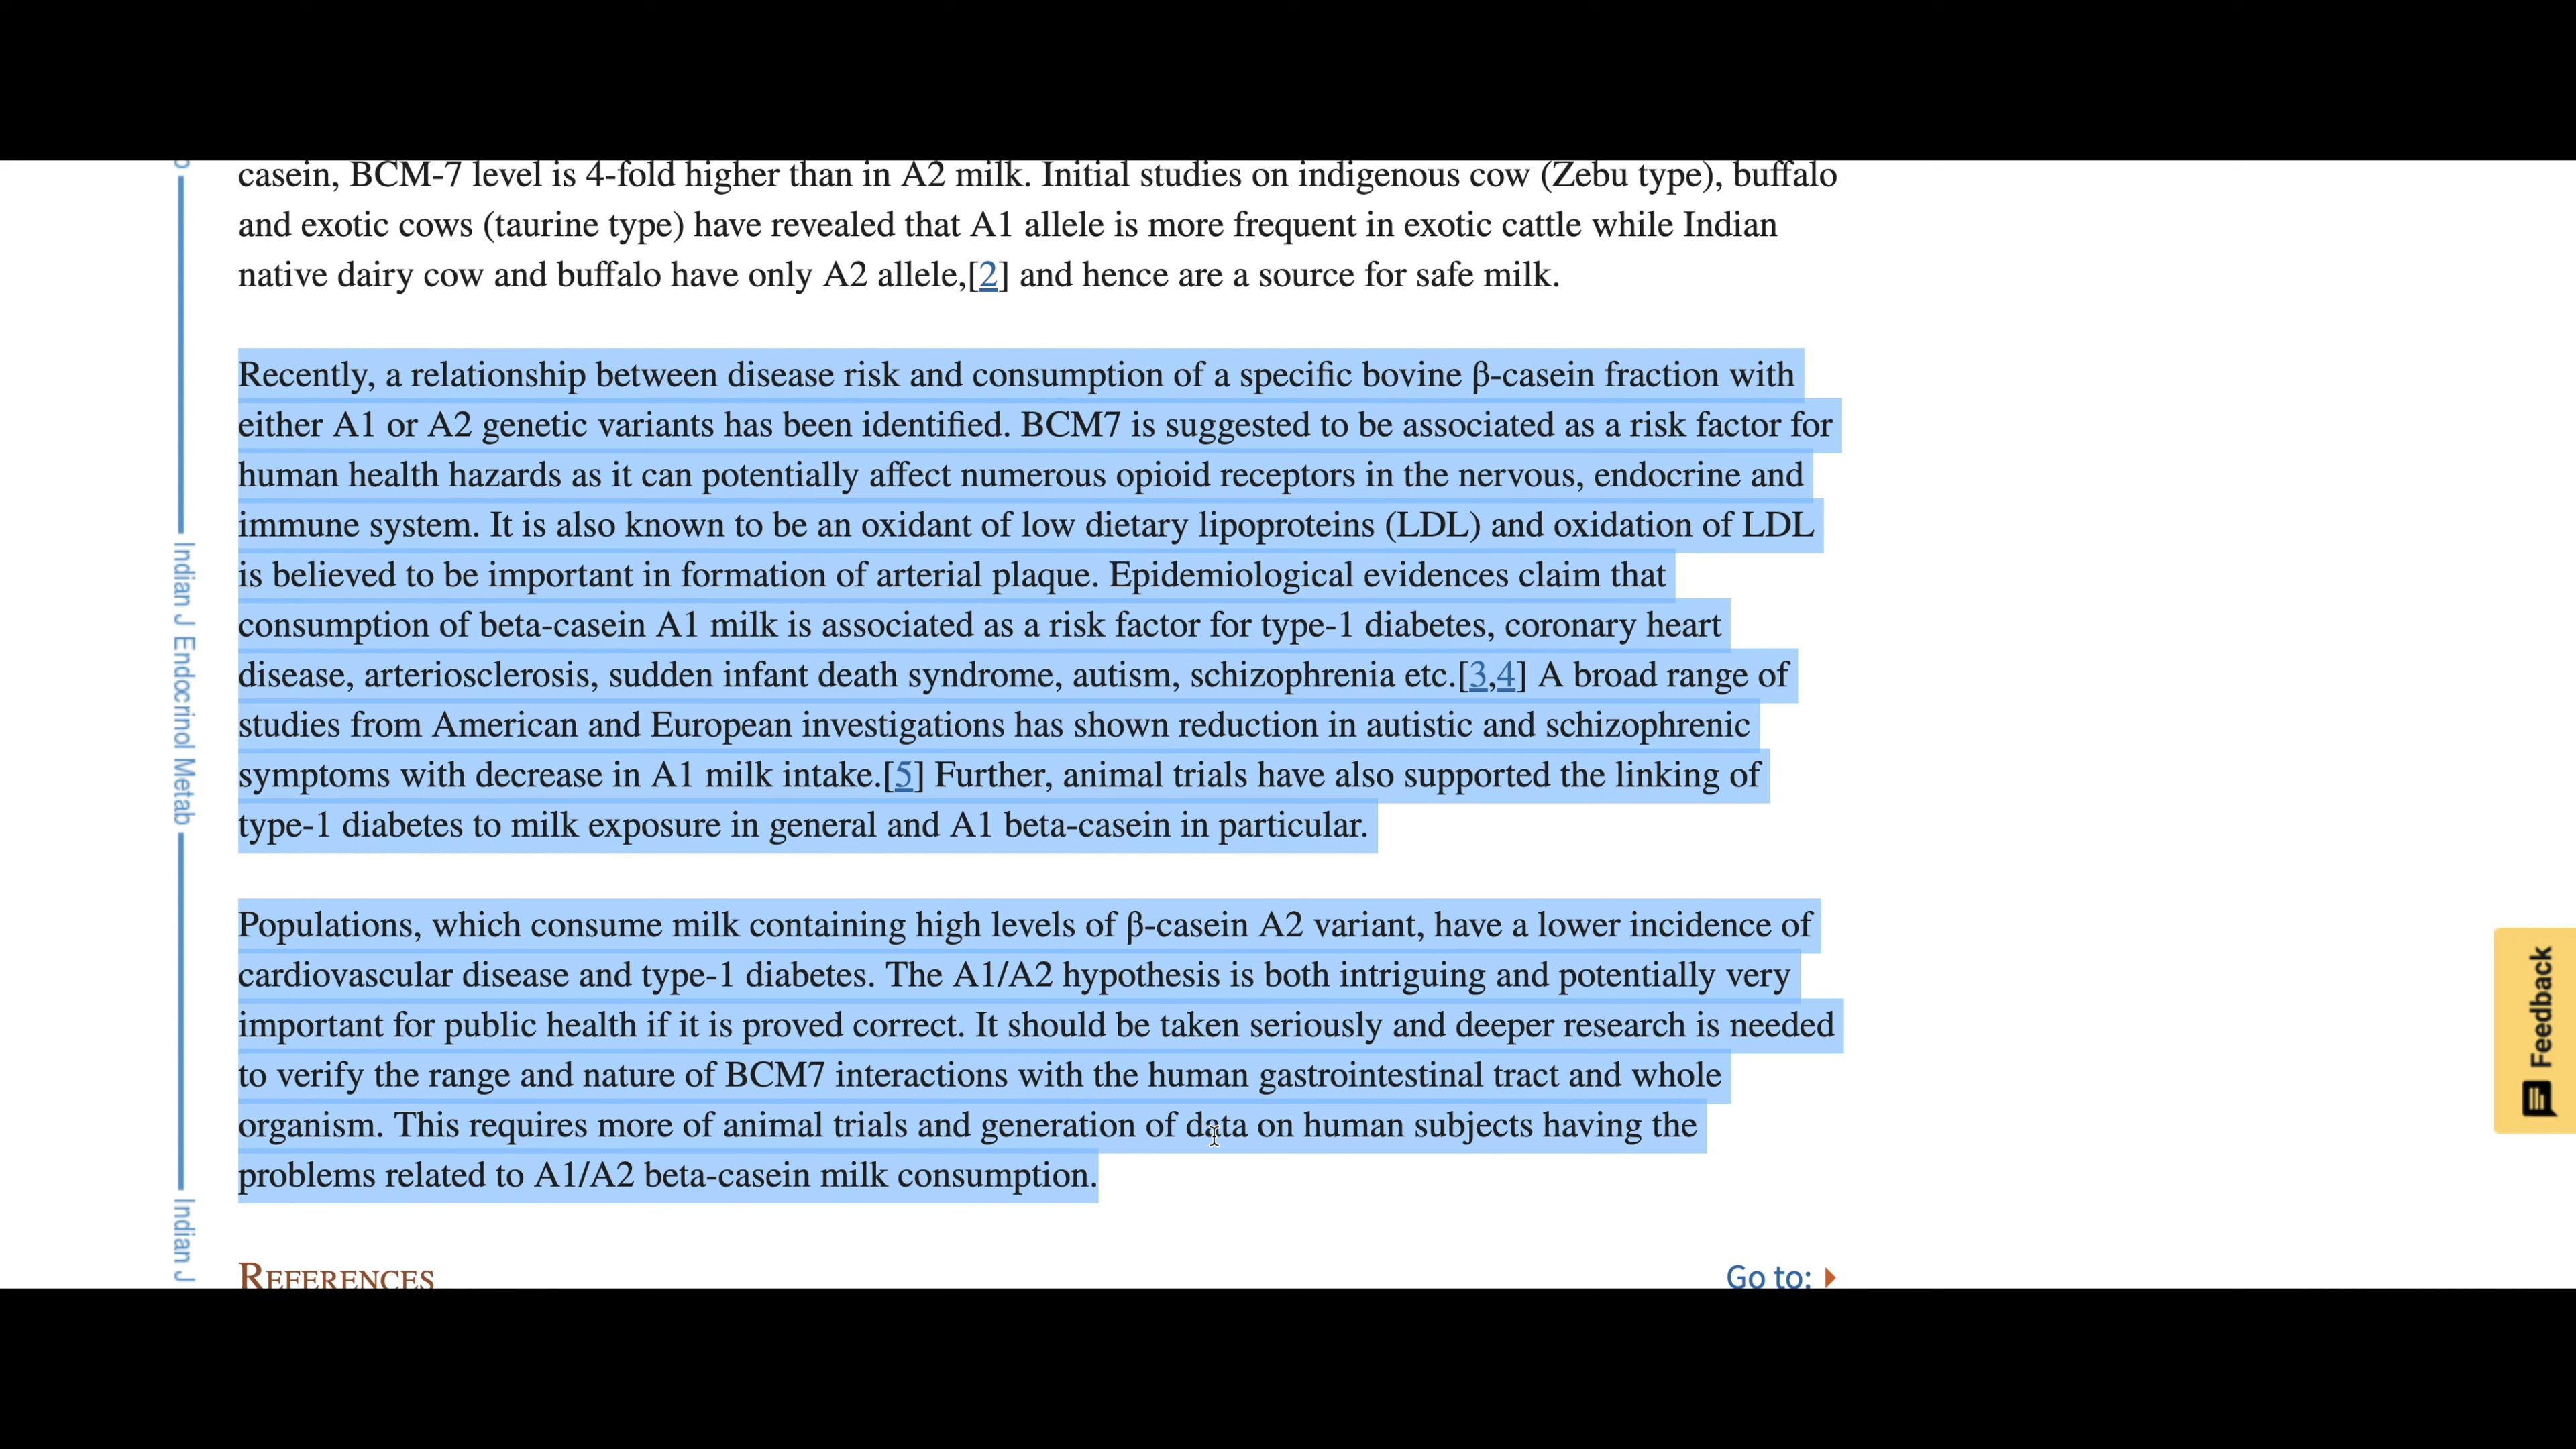 casein, BCM-7 level is 4-fold higher than in A2 milk. Initial studies on indigenous cow (Zebu type), buffalo
and exotic cows (taurine type) have revealed that A1 allele is more frequent in exotic cattle while Indian
native dairy cow and buffalo have only A2 allele,[2] and hence are a source for safe milk.
Recently, a relationship between disease risk and consumption of a specific bovine β-casein fraction with
either A1 or A2 genetic variants has been identified. BCM7 is suggested to be associated as a risk factor for
human health hazards as it can potentially affect numerous opioid receptors in the nervous, endocrine and
immune system. It is also known to be an oxidant of low dietary lipoproteins (LDL) and oxidation of LDL
is believed to be important in formation of arterial plaque. Epidemiological evidences claim that
consumption of beta-casein A1 milk is associated as a risk factor for type-1 diabetes, coronary heart
disease, arteriosclerosis, sudden infant death syndrome, autism, schizophrenia etc.[3,4] A broad range of
studies from American and European investigations has shown reduction in autistic and schizophrenic
symptoms with decrease in A1 milk intake.[5] Further, animal trials have also supported the linking of
type-1 diabetes to milk exposure in general and A1 beta-casein in particular.
Populations, which consume milk containing high levels of β-casein A2 variant, have a lower incidence of
cardiovascular disease and type-1 diabetes. The A1/A2 hypothesis is both intriguing and potentially very
important for public health if it is proved correct. It should be taken seriously and deeper research is needed
to verify the range and nature of BCM7 interactions with the human gastrointestinal tract and whole
organism. This requires more of animal trials and generation of data on human subjects having the
problems related to A1/A2 beta-casein milk consumption.
REFERENCES
Go to:
Indian J Endocrinol Metab
Indian J
Feedback